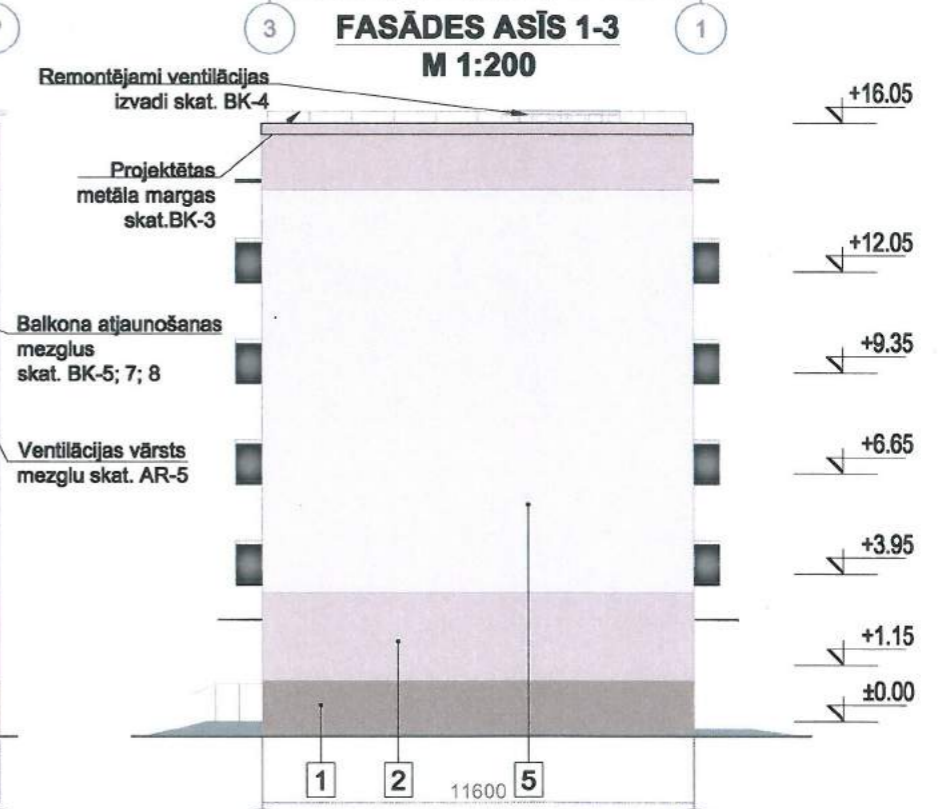 3
FASĀDES ASĪS 1-3
1
M 1:200
Remontējami ventilācijas
izvadi skat. BK-4
+16.05
Projektētas
metāla margas
skat.BK-3
+12.05
Balkona atjaunošanas
mezglus
skat. BK-5; 7; 8
+9.35
Ventilācijas vārsts
mezglu skat. AR-5
+6.65
+3.95
+1.15
±0.00
1
2
5
11600